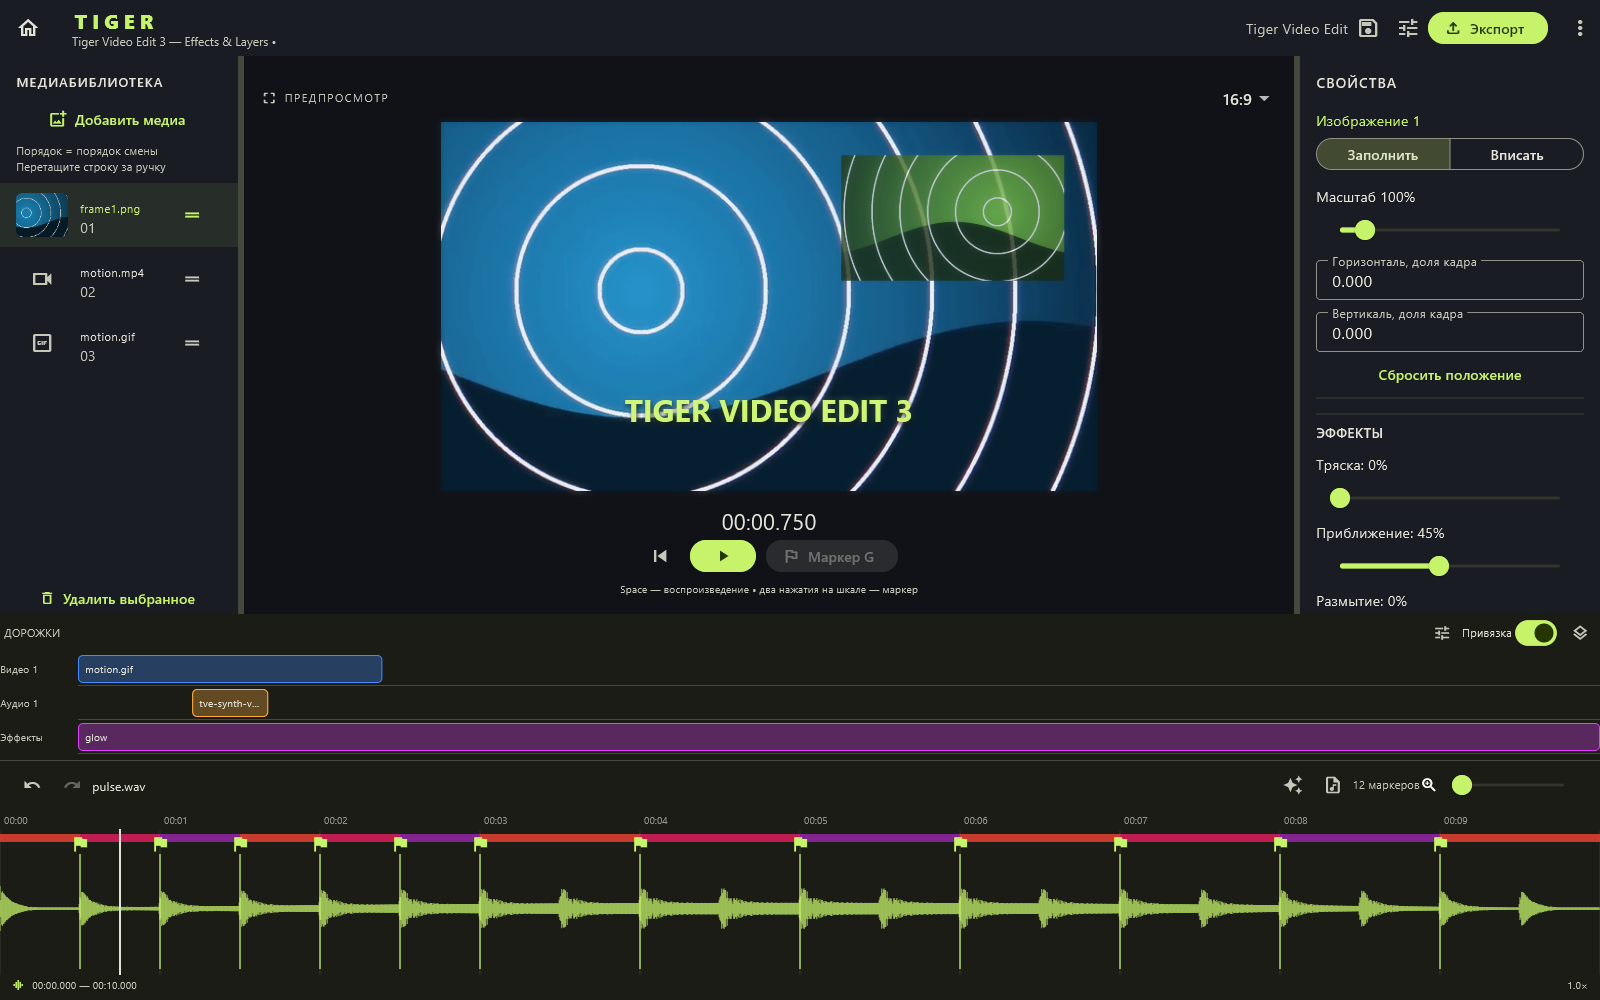 TIGER
Tiger Video Edit 3 — Effects & Layers •
Tiger Video Edit
Экспорт
МЕДИАБИБЛИОТЕКА
Добавить медиа
Порядок = порядок смены
Перетащите строку за ручку
frame1.png
01
motion.mp4
02
GIF
motion.gif
03
Удалить выбранное
ПРЕДПРОСМОТР
16:9
TIGER VIDEO EDIT 3
00:00.750
Маркер G
Space — воспроизведение • два нажатия на шкале — маркер
СВОЙСТВА
Изображение 1
Заполнить
Вписать
Масштаб 100%
Горизонталь, доля кадра
0.000
Вертикаль, доля кадра
0.000
Сбросить положение
ЭФФЕКТЫ
Тряска: 0%
Приближение: 45%
Размытие: 0%
ДОРОЖКИ
Привязка
Видео 1
motion.gif
Аудио 1
tve-synth-v...
Эффекты
glow
pulse.wav
12 маркеров
00:00 00:01 00:02 00:03 00:04 00:05 00:06 00:07 00:08 00:09
00:00.000 — 00:10.000
1.0×